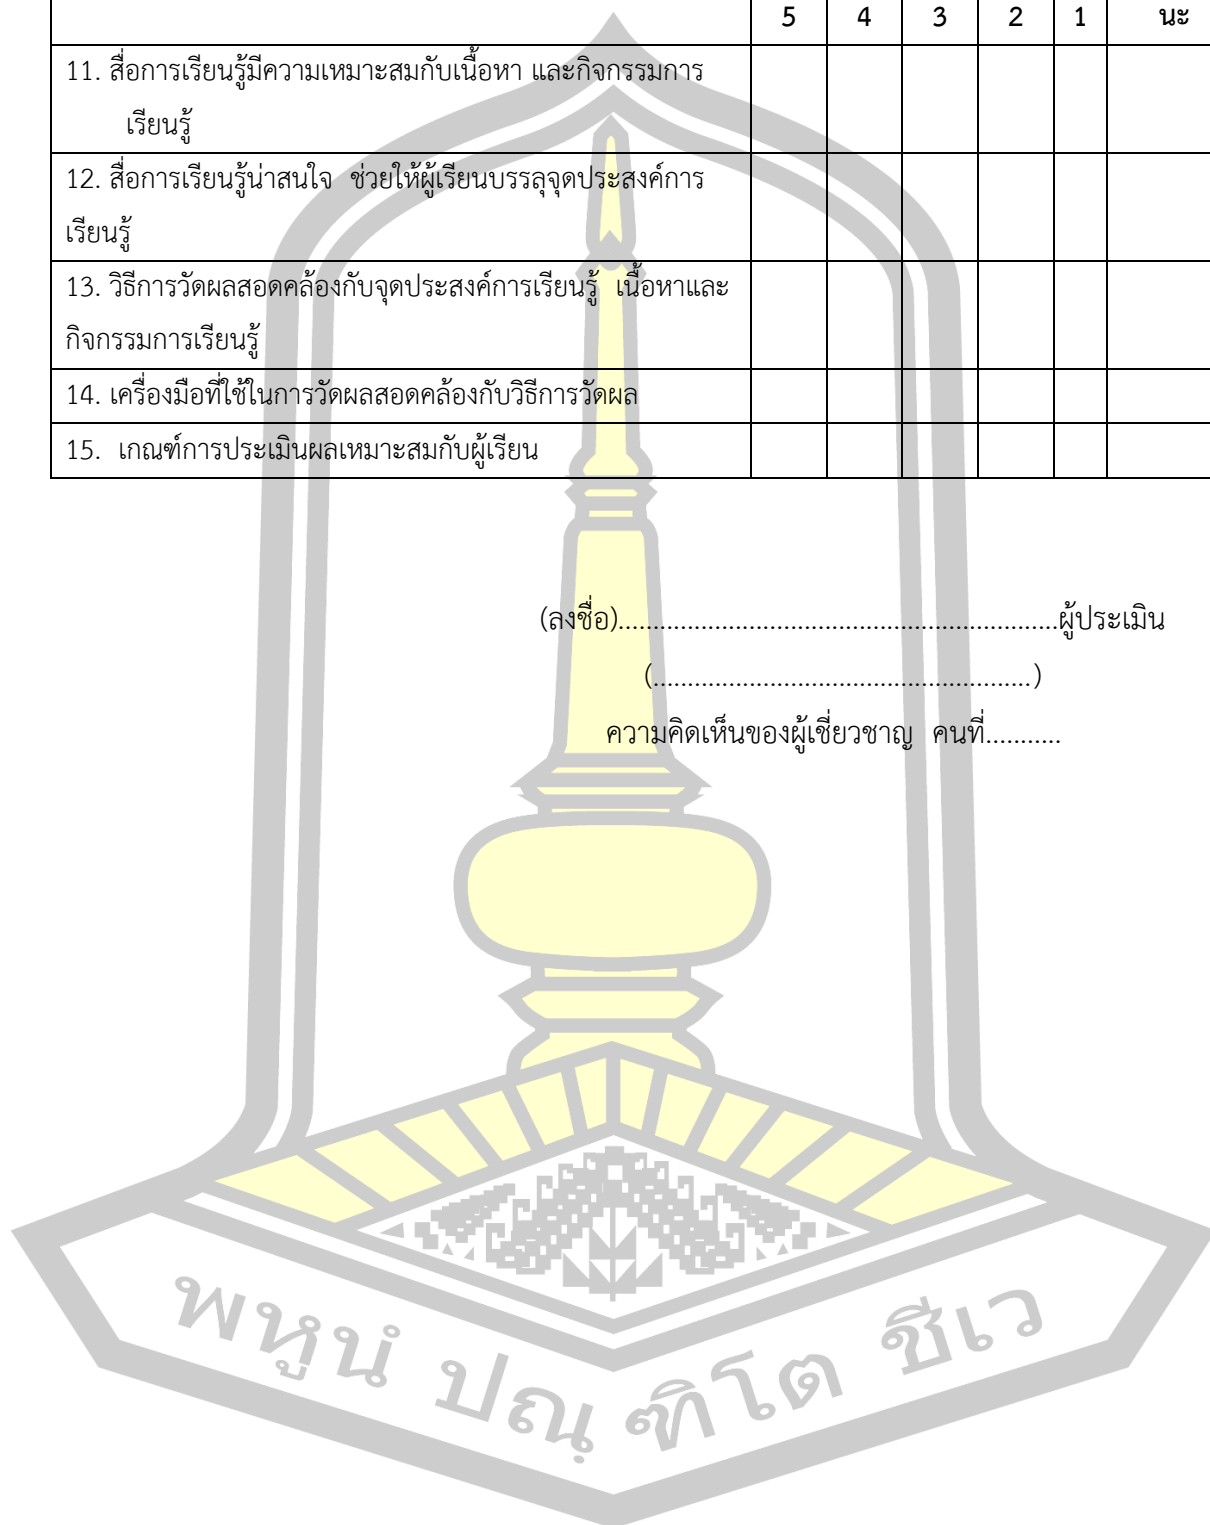 5 4 3 2 1 นะ
11. สื่อการเรียนรู้มีความเหมาะสมกับเนื้อหา และกิจกรรมการ
เรียนรู้
12. สื่อการเรียนรู้น่าสนใจ ช่วยให้ผู้เรียนบรรลุจุดประสงค์การ
เรียนรู้
13. วิธีการวัดผลสอดคล้องกับจุดประสงค์การเรียนรู้ เนื้อหาและ
กิจกรรมการเรียนรู้
14. เครื่องมือที่ใช้ในการวัดผลสอดคล้องกับวิธีการวัดผล
15. เกณฑ์การประเมินผลเหมาะสมกับผู้เรียน
(ลงชื่อ)................................................................ผู้ประเมิน
(.......................................................)
ความคิดเห็นของผู้เชี่ยวชาญ คนที่...........
พหูนํ ปณฺฑิโต ชีเว